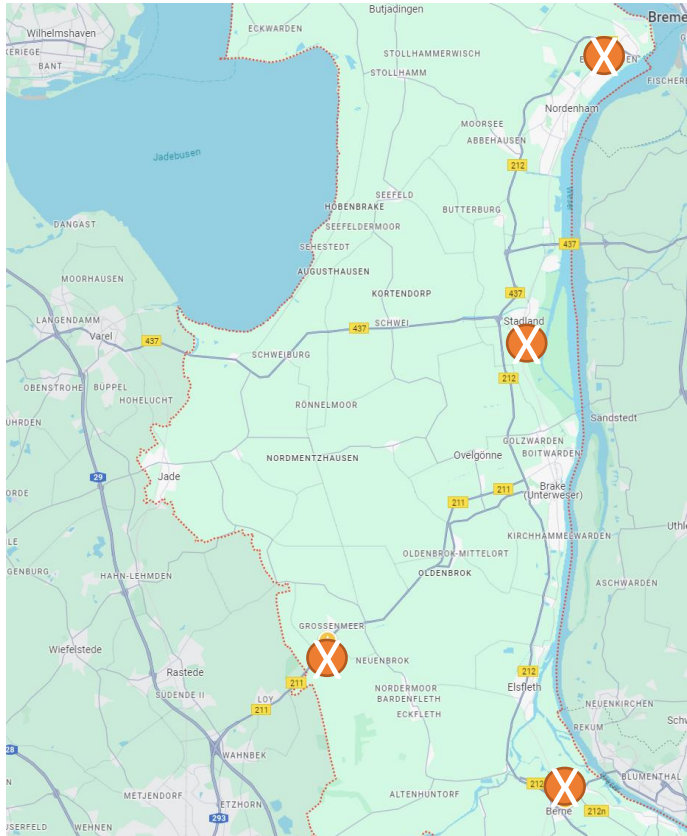 Butjadingen
Breme
ECKWARDEN
Wilhelmshaven
KERIEGE
BANT
STOLLHAMMERWISCH
STOLLHAMM
FISCHERE
Nordenham
MOORSEE
ABBEHAUSEN
212
Jadebusen
SEEFELD
HOBENBRAKE
BUTTERBURG
SEEFELDERMOOR
DANGAST
SEHESTEDT
437
AUGUSTHAUSEN
MOORHAUSEN
KORTENDORP
437
LANGENDAMM
Stadland
SCHWEI
437
Varel
437
SCHWEIBURG
212
OBENSTROHE
BÜPPEL
HOHELUCHT
RÖNNELMOOR
Sandstedt
GOLZWARDEN
BOITWARDEN
Ovelgönne
NORDMENTZHAUSEN
29
Jade
211
Brake
(Unterweser)
211
KIRCHHAMMELWARDEN
OLDENBROK-MITTELORT
OLDENBROK
HAHN-LEHMDEN
ASCHWARDEN
GROSSENMEER
Wiefelstede
NEUENBROK
Rastede
212
211
SÜDENDE II
LOY
NORDERMOOR
BARDENFLETH
Elsfleth
211
ECKFLETH
NEUENKIRCHEN
REKUM
28
WAHNBEK
BLUMENTHAL
212
METJENDORF
ALTENHUNTORF
ETZHORN
Berne
212n
293
WEHNEN